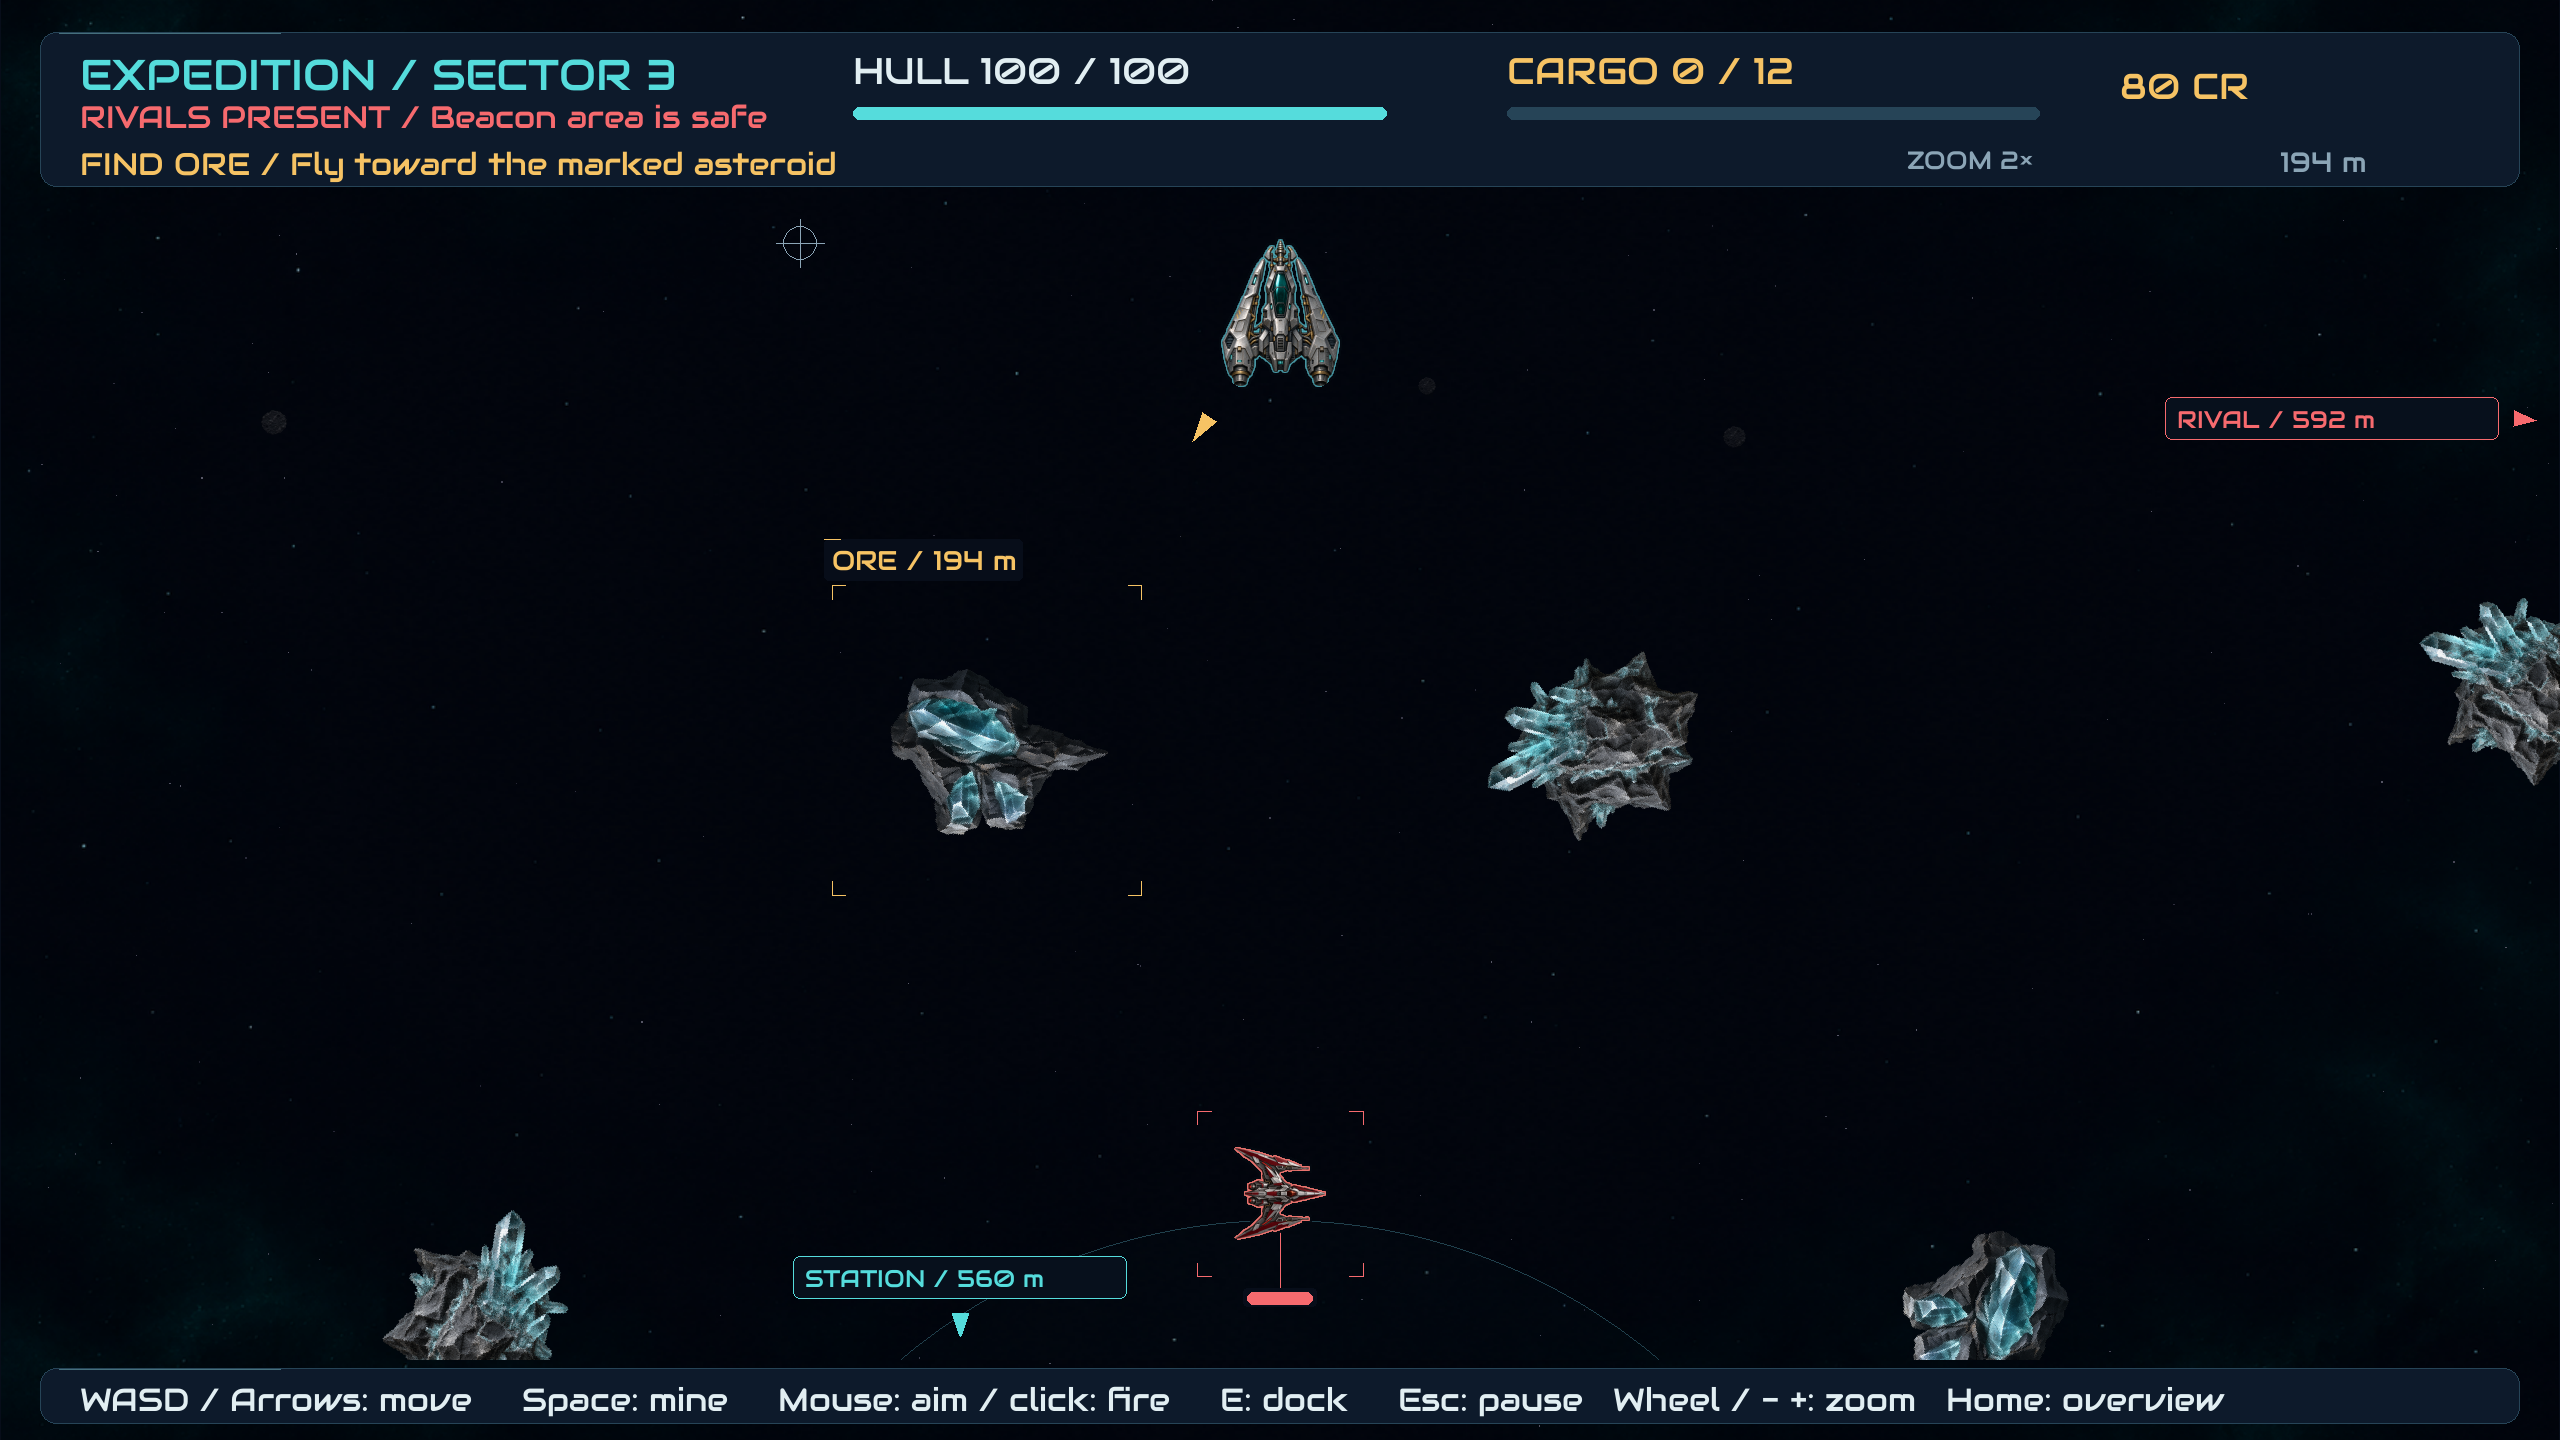 EXPEDITION / SECTOR 3
RIVALS PRESENT / Beacon area is safe
FIND ORE / Fly toward the marked asteroid
HULL 100 / 100
CARGO 0 / 12
80 CR
ZOOM 2×
194 m
RIVAL / 592 m
ORE / 194 m
STATION / 560 m
WASD / Arrows: move Space: mine Mouse: aim / click: fire E: dock Esc: pause Wheel / - +: zoom Home: overview